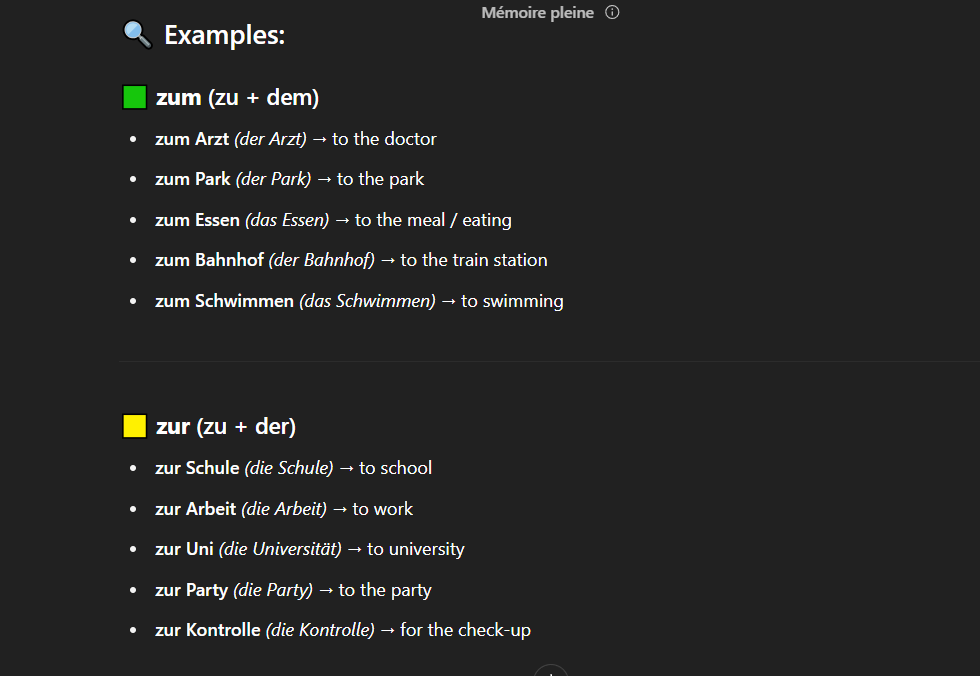 Mémoire pleine
Examples:
zum (zu + dem)
zum Arzt (der Arzt) → to the doctor
zum Park (der Park) → to the park
zum Essen (das Essen) → to the meal / eating
zum Bahnhof (der Bahnhof) → to the train station
zum Schwimmen (das Schwimmen) → to swimming
zur (zu + der)
zur Schule (die Schule) → to school
zur Arbeit (die Arbeit) → to work
zur Uni (die Universität) → to university
zur Party (die Party) → to the party
zur Kontrolle (die Kontrolle) → for the check-up